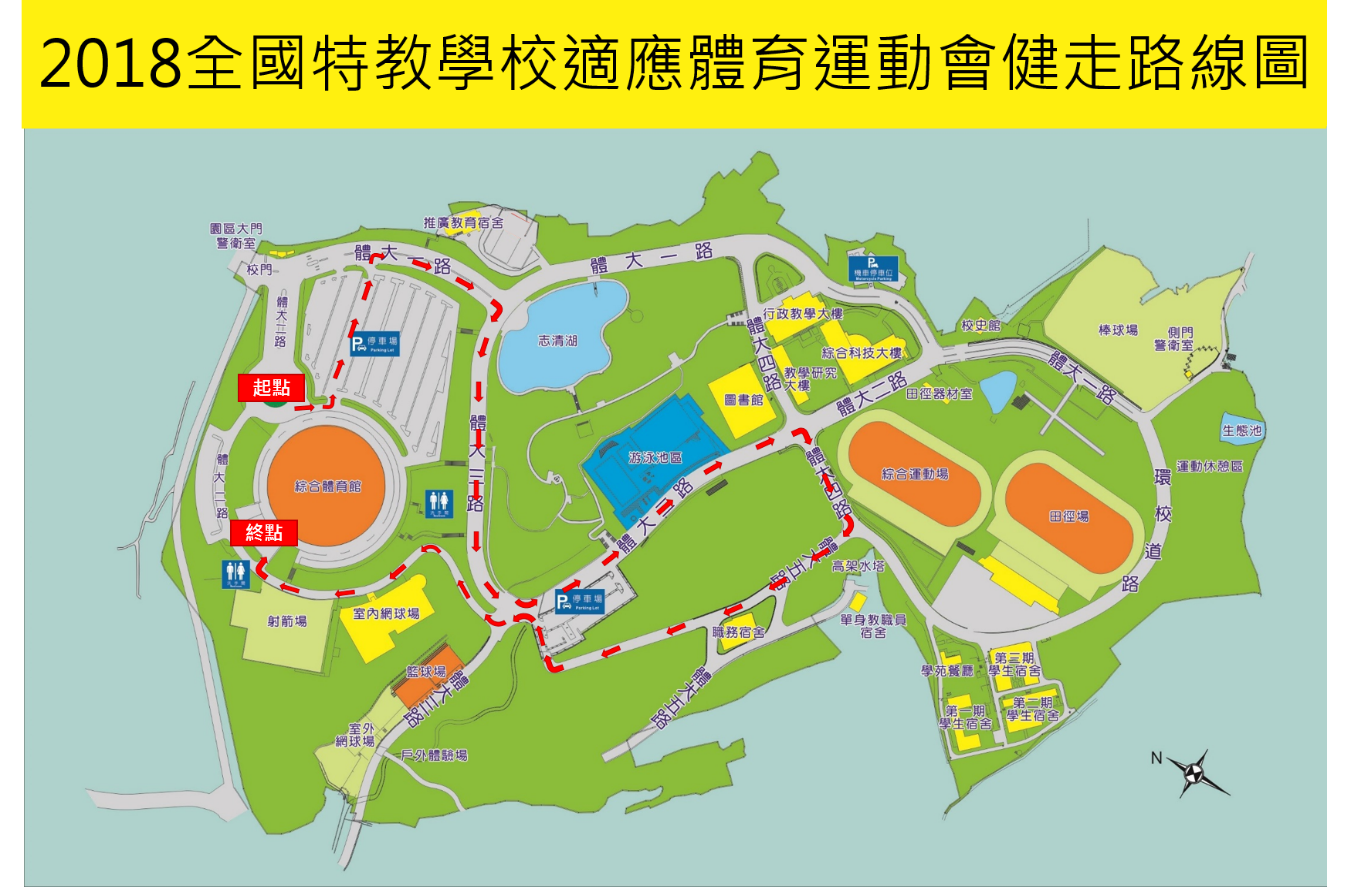 2018全國特教學校適應體育運動會健走路線圖
園區大門
警衛室
校門
推廣教育宿舍
體大一路
體大一路
P
機車停車位
Motorcycle Parking
體大二路
P 停車場
Parking Lot
志清湖
行政教學大樓
綜合科技大樓
教學研究
大樓
圖書館
體大四路
體大二路
校史館
棒球場
側門
警衛室
田徑器材室
體大一路
起點
體大三路
游泳池區
綜合體育館
體大二路
終點
體大二路
體大四路
綜合運動場
田徑場
生態池
運動休憩區
環校道路
體大五路
高架水塔
單身教職員
宿舍
職務宿舍
P 停車場
Parking Lot
射箭場
室內網球場
籃球場
體大三路
體大五路
室外
網球場
戶外體驗場
學苑餐廳
第三期
學生宿舍
第一期
學生宿舍
第二期
學生宿舍
N